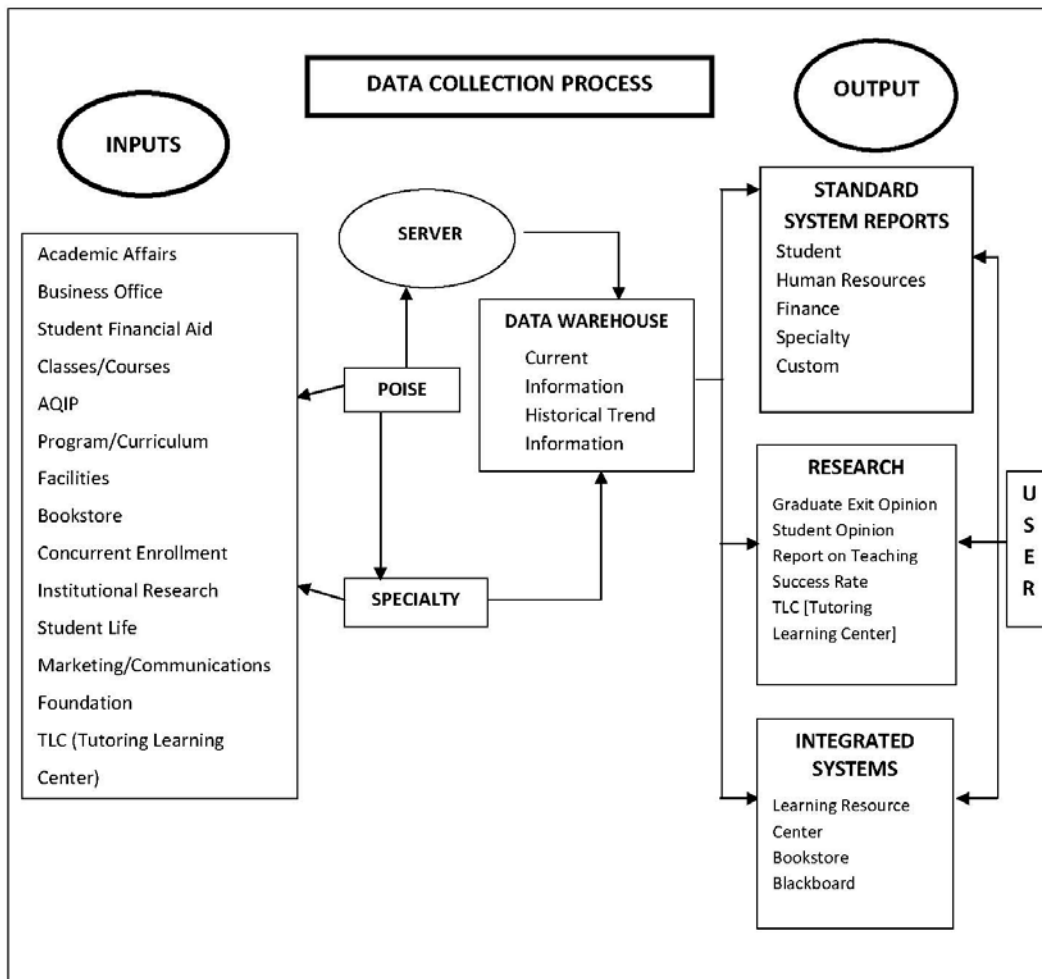 DATA COLLECTION PROCESS
OUTPUT
INPUTS
Academic Affairs
Business Office
Student Financial Aid
Classes/Courses
AQIP
Program/Curriculum
Facilities
Bookstore
Concurrent Enrollment
Institutional Research
Student Life
Marketing/Communications
Foundation
TLC (Tutoring Learning
Center)
SERVER
POISE
SPECIALTY
DATA WAREHOUSE
Current
Information
Historical Trend
Information
STANDARD
SYSTEM REPORTS
Student
Human Resources
Finance
Specialty
Custom
RESEARCH
Graduate Exit Opinion
Student Opinion
Report on Teaching
Success Rate
TLC [Tutoring
Learning Center]
INTEGRATED
SYSTEMS
Learning Resource
Center
Bookstore
Blackboard
U
S
E
R